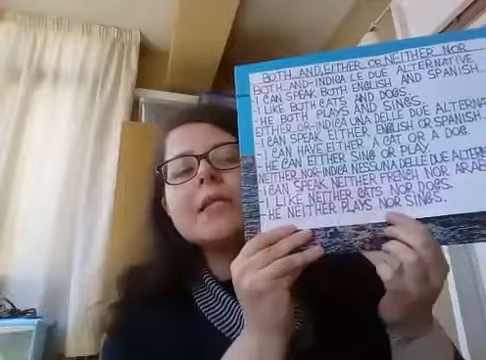 BOTH AND, EITHER OR, NEITHER NOR
BOTH AND-INDICA LE DUE ALTERNATIVE.
-I CAN SPEAK BOTH ENGLISH AND SPANISH.
-I LIKE BOTH CATS AND DOGS.
-HE BOTH PLAYS AND SINGS.
EITHER OR-INDICA UNA DELLE DUE ALTERNA
-I CAN SPEAK EITHER ENGLISH OR SPANISH.
-I CAN HAVE EITHER A CAT OR A DOG.
-HE CAN EITHER SING OR PLAY.
NEITHER NOR-INDICA NESSUNA DELLE DUE ALTERN
-I CAN SPEAK NEITHER FRENCH NOR ARAB
-I LIKE NEITHER CATS NOR DOGS.
-HE NEITHER PLAYS NOR SINGS.